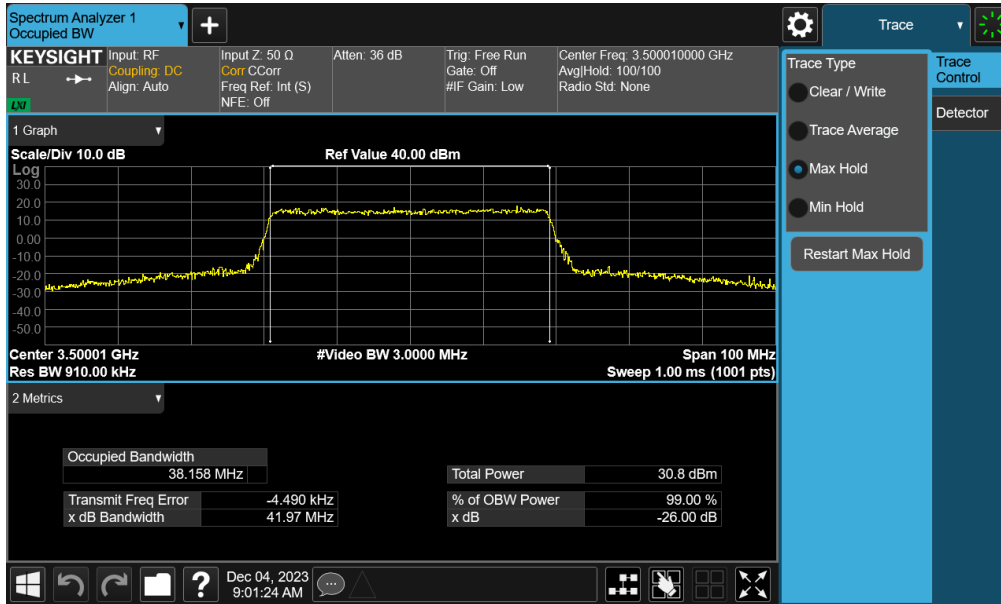 Spectrum Analyzer 1
Occupied BW
+
Trace
KEYSIGHT
R L
LXI
Input: RF
Coupling: DC
Align: Auto
Input Z: 50 Ω
Corr CCorr
Freq Ref: Int (S)
NFE: Off
Atten: 36 dB
Trig: Free Run
Gate: Off
#IF Gain: Low
Center Freq: 3.500010000 GHz
Avg|Hold: 100/100
Radio Std: None
Trace Type
Clear / Write
Trace Average
Max Hold
Min Hold
Restart Max Hold
Trace
Control
Detector
1 Graph
Scale/Div 10.0 dB
Ref Value 40.00 dBm
Log
30.0
20.0
10.0
0.00
-10.0
-20.0
-30.0
-40.0
-50.0
Center 3.50001 GHz
#Video BW 3.0000 MHz
Span 100 MHz
Res BW 910.00 kHz
Sweep 1.00 ms (1001 pts)
2 Metrics
Occupied Bandwidth
38.158 MHz
Total Power 30.8 dBm
Transmit Freq Error -4.490 kHz
% of OBW Power 99.00 %
x dB Bandwidth 41.97 MHz
x dB -26.00 dB
?
Dec 04, 2023
9:01:24 AM